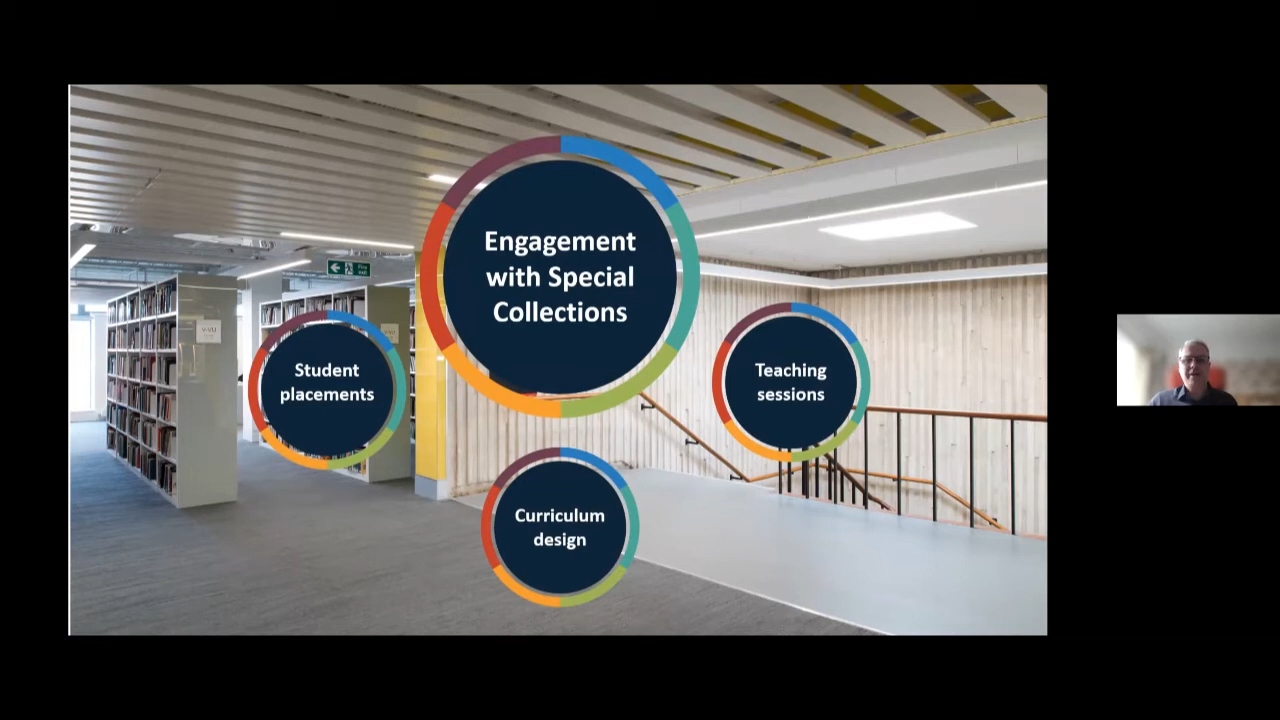 Engagement
with Special
Collections
Student
placements
Teaching
sessions
Curriculum
design